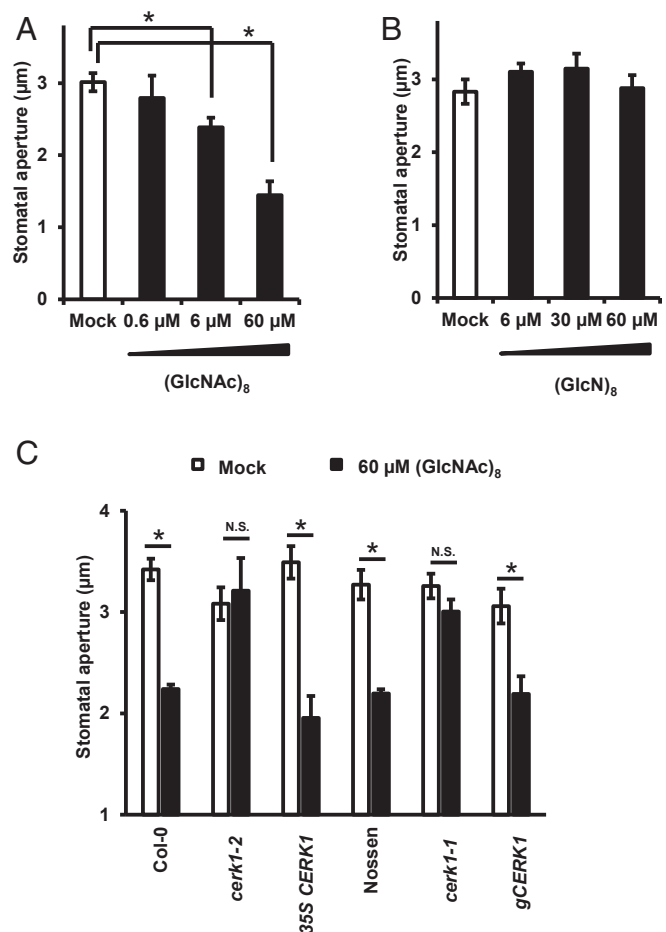 A
Stomatal aperture (µm)
4
3
2
1
0
*
*
Mock 0.6 µM 6 µM 60 µM
(GlcNAc)8
B
Stomatal aperture (µm)
4
3
2
1
0
Mock 6 µM 30 µM 60 µM
(GlcN)8
C
Mock 60 µM (GlcNAc)8
Stomatal aperture (µm)
4
3
2
1
* N.S. * * N.S. *
Col-0
cerk1-2
35S CERK1
Nossen
cerk1-1
gCERK1